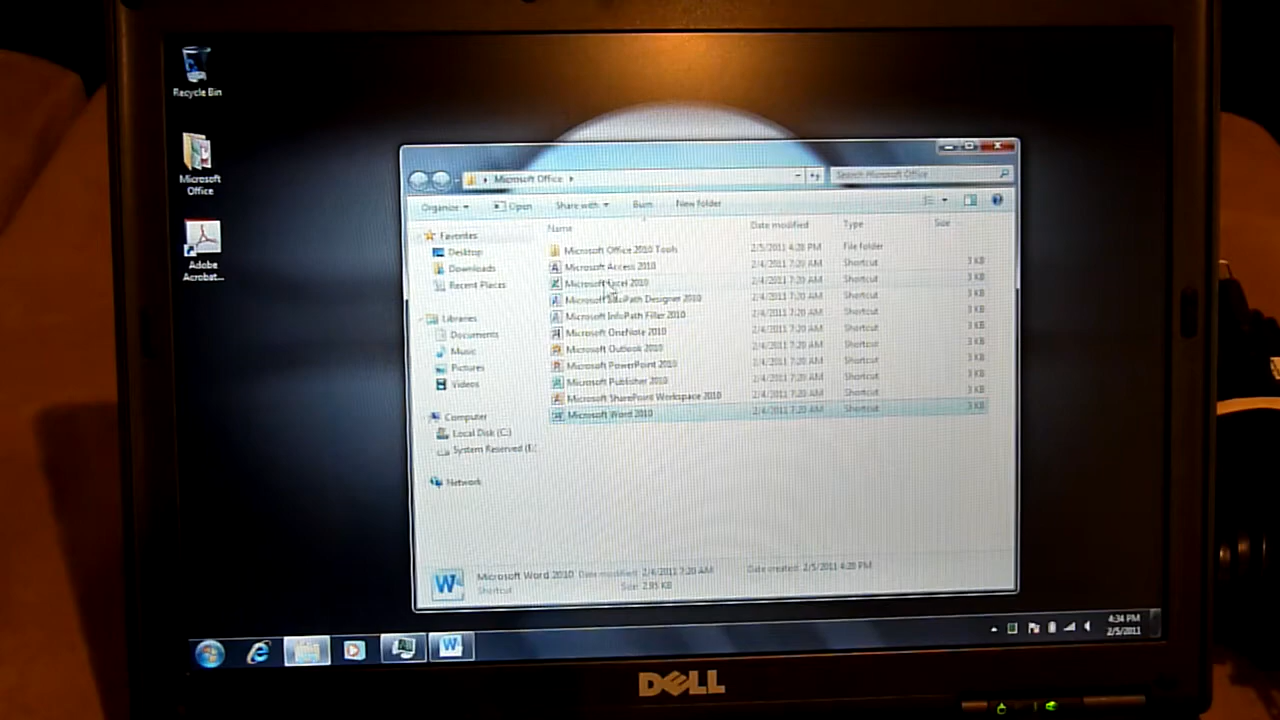 Recycle Bin
Microsoft
Office
Adobe
Acrobat...
Microsoft Office
Search Microsoft Office
Organize
Open
Share with
Burn
New folder
Name
Date modified
Type
Size
Favorites
Desktop
Downloads
Recent Places
Libraries
Documents
Music
Pictures
Videos
Computer
Local Disk (C:)
System Reserved (E:
Network
Microsoft Office 2010 Tools 2/5/2011 4:28 PM File folder
Microsoft Access 2010 2/4/2011 7:20 AM Shortcut 3 KB
Microsoft Excel 2010 2/4/2011 7:20 AM Shortcut 3 KB
Microsoft InfoPath Designer 2010 2/4/2011 7:20 AM Shortcut 3 KB
Microsoft InfoPath Filler 2010 2/4/2011 7:20 AM Shortcut 3 KB
Microsoft OneNote 2010 2/4/2011 7:20 AM Shortcut 3 KB
Microsoft Outlook 2010 2/4/2011 7:20 AM Shortcut 3 KB
Microsoft PowerPoint 2010 2/4/2011 7:20 AM Shortcut 3 KB
Microsoft Publisher 2010 2/4/2011 7:20 AM Shortcut 3 KB
Microsoft SharePoint Workspace 2010 2/4/2011 7:20 AM Shortcut 3 KB
Microsoft Word 2010 2/4/2011 7:20 AM Shortcut 3 KB
Microsoft Word 2010 Date modified: 2/4/2011 7:20 AM Date created: 2/5/2011 4:28 PM
Shortcut Size: 2.95 KB
4:34 PM
2/5/2011
DELL